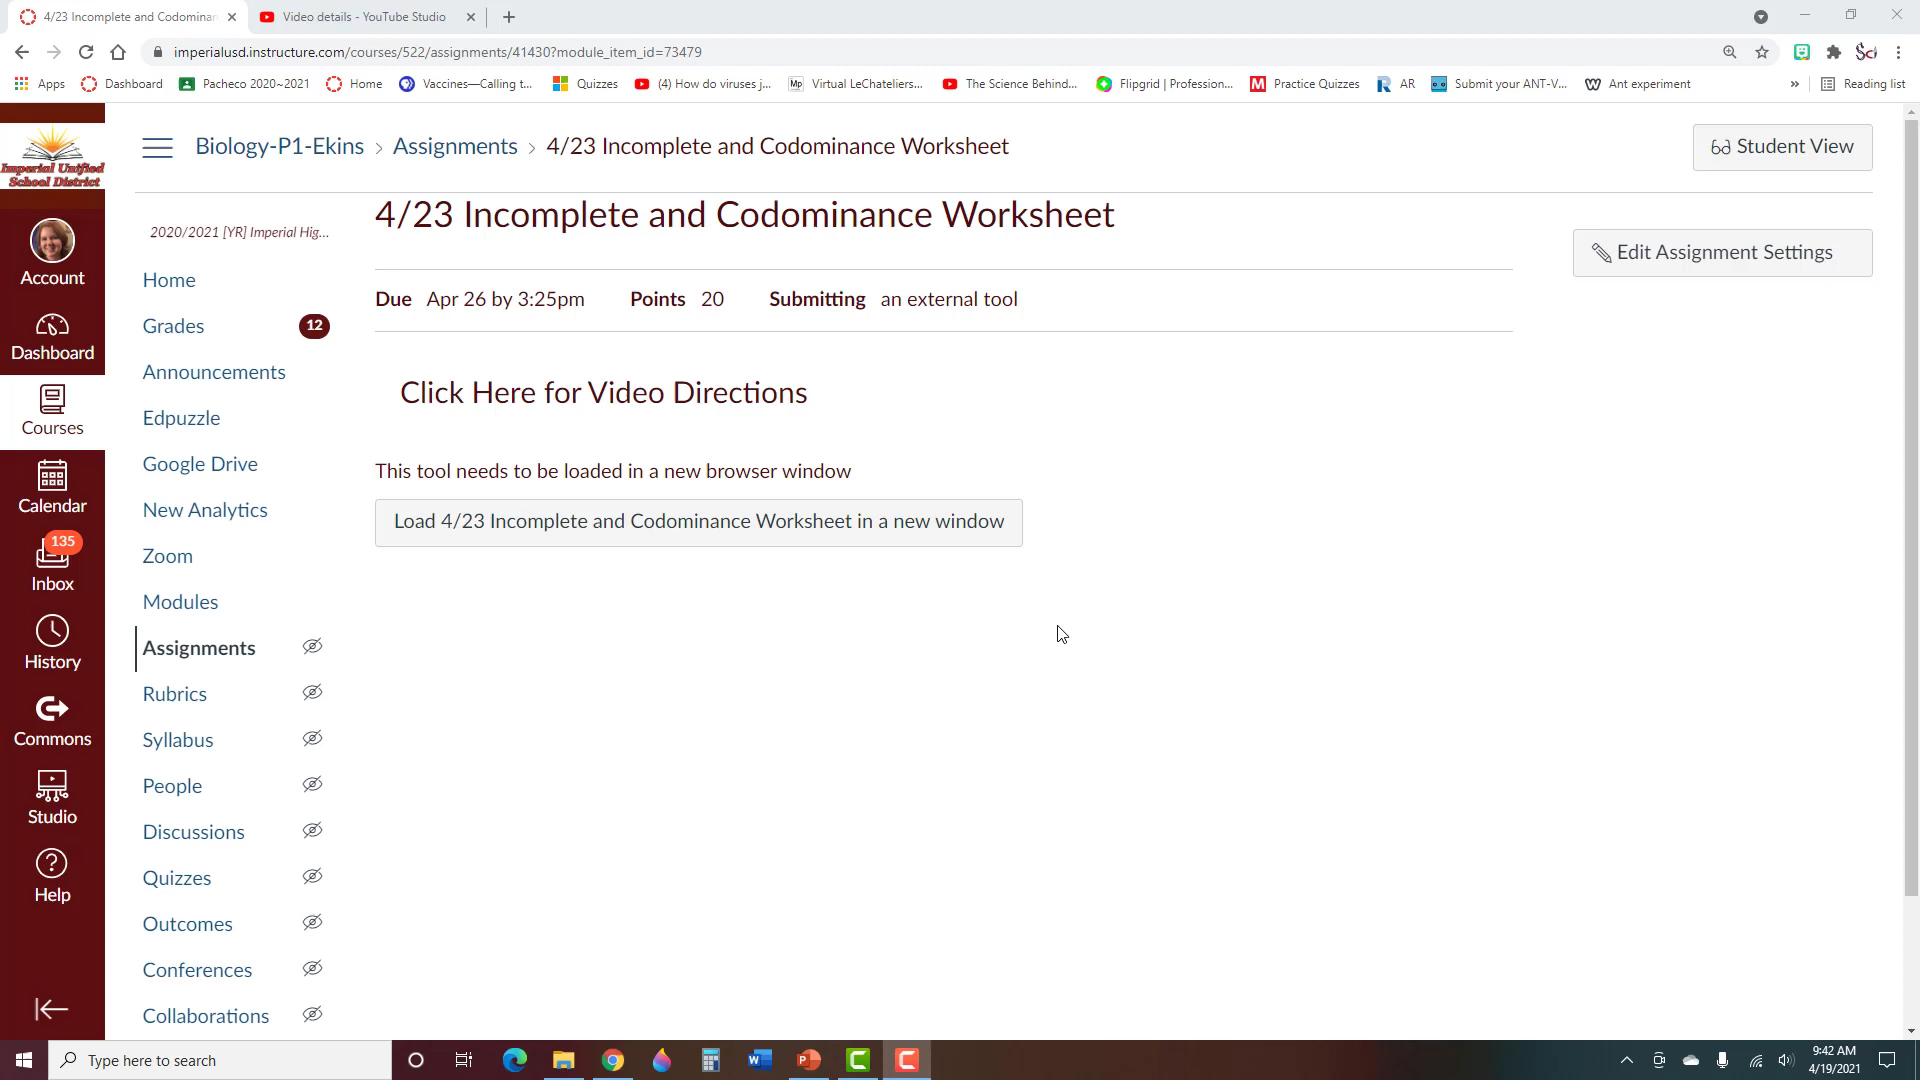 4/23 Incomplete and Codominan
Video details - YouTube Studio
imperialusd.instructure.com/courses/522/assignments/41430?module_item_id=73479
Apps
Dashboard
Pacheco 2020~2021
Home
Vaccines—Calling t...
Quizzes
(4) How do viruses j...
Mp
Virtual LeChateliers...
The Science Behind...
Flipgrid | Profession...
M
Practice Quizzes
R
AR
Submit your ANT-V...
W
Ant experiment
»
Reading list
Imperial Unified
School District
Biology-P1-Ekins > Assignments > 4/23 Incomplete and Codominance Worksheet
Student View
2020/2021 [YR] Imperial Hig...
4/23 Incomplete and Codominance Worksheet
Edit Assignment Settings
Due Apr 26 by 3:25pm Points 20 Submitting an external tool
Click Here for Video Directions
This tool needs to be loaded in a new browser window
Load 4/23 Incomplete and Codominance Worksheet in a new window
Account
Dashboard
Courses
Calendar
135
Inbox
History
Commons
Studio
Help
Home
Grades 12
Announcements
Edpuzzle
Google Drive
New Analytics
Zoom
Modules
Assignments
Rubrics
Syllabus
People
Discussions
Quizzes
Outcomes
Conferences
Collaborations
Type here to search
9:42 AM
4/19/2021